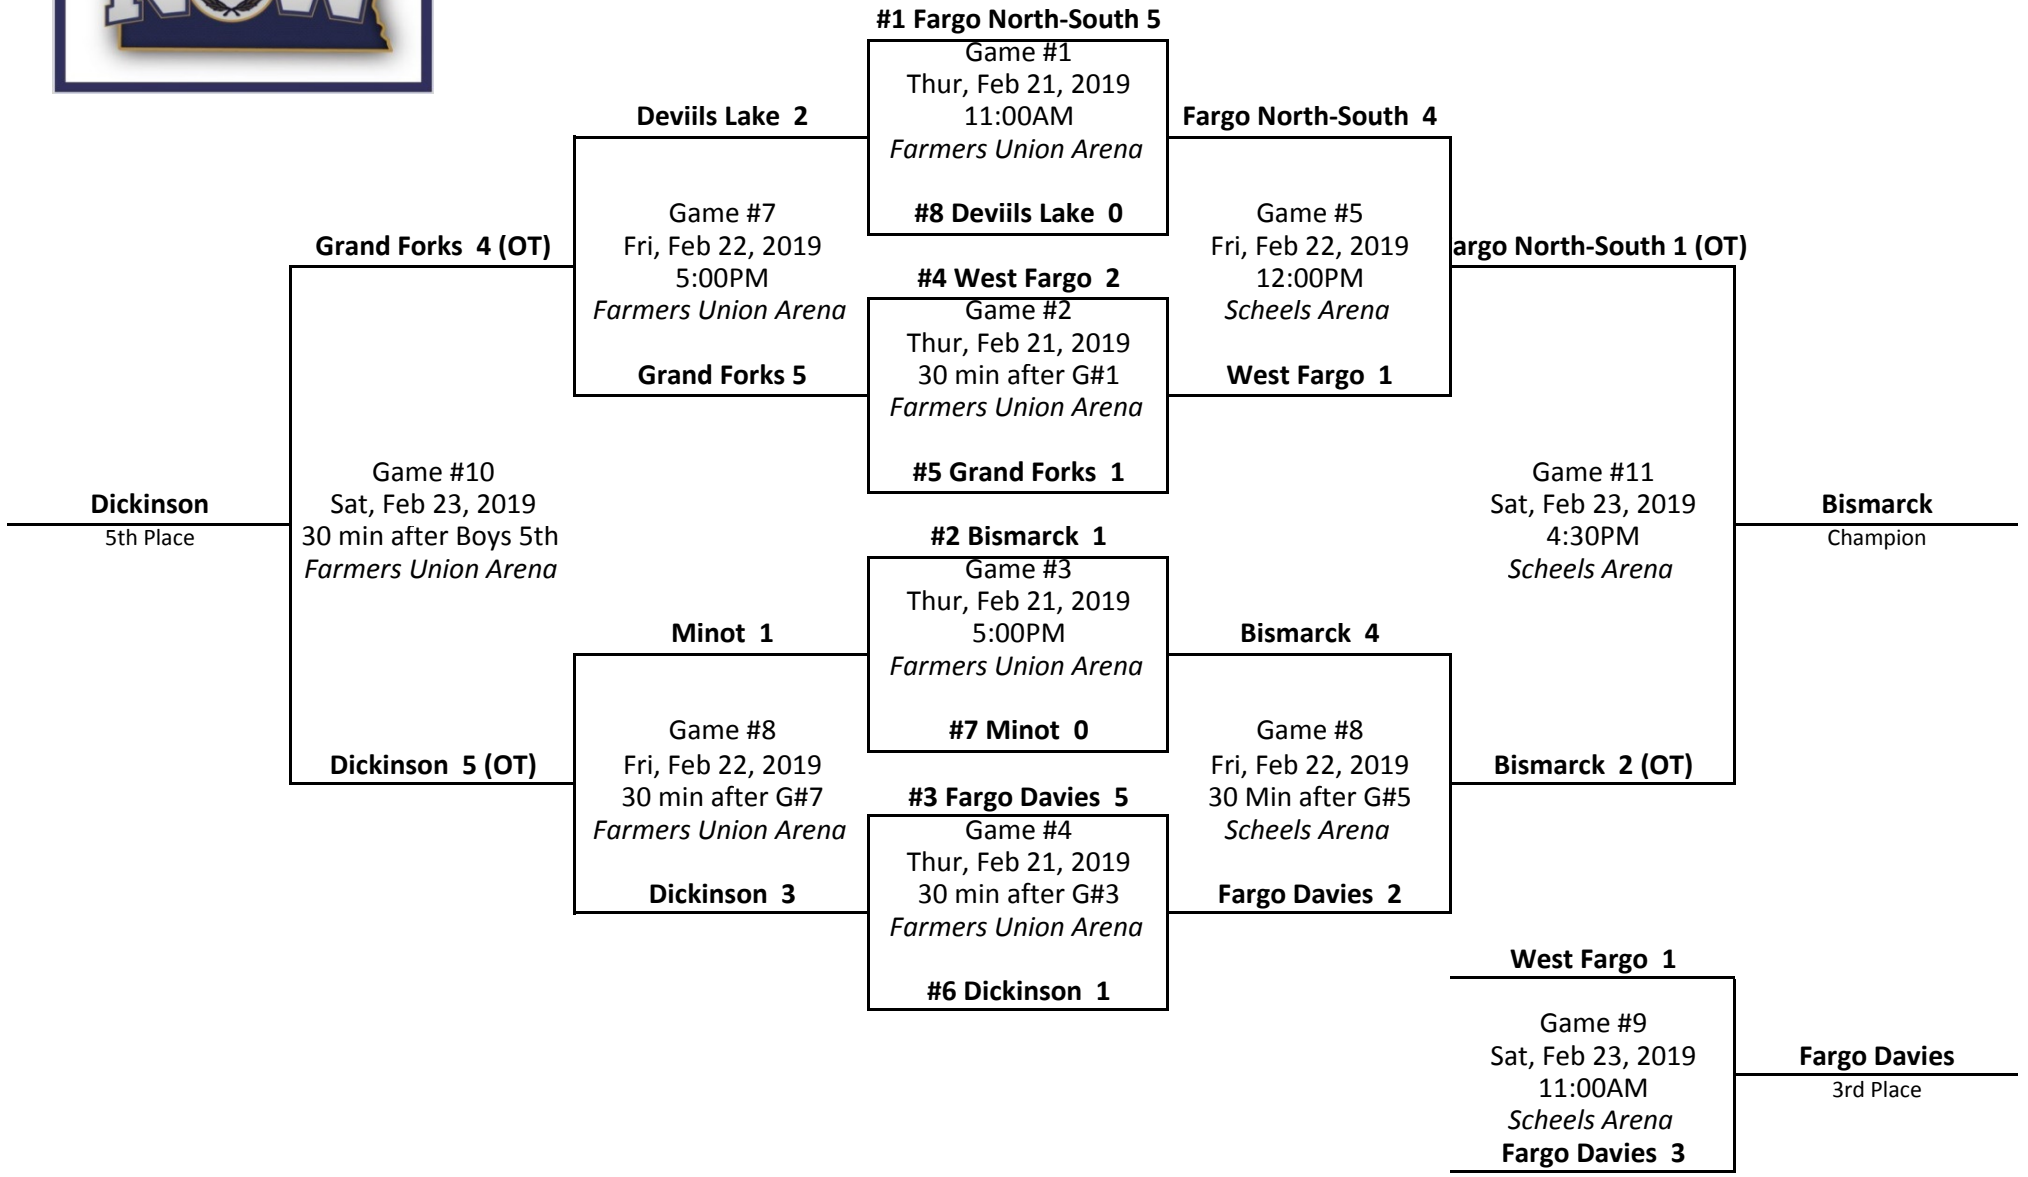 NOW
#1 Fargo North-South 5
Game #1
Thur, Feb 21, 2019
11:00AM
Farmers Union Arena
#8 Deviils Lake 0
#4 West Fargo 2
Game #2
Thur, Feb 21, 2019
30 min after G#1
Farmers Union Arena
#5 Grand Forks 1
#2 Bismarck 1
Game #3
Thur, Feb 21, 2019
5:00PM
Farmers Union Arena
#7 Minot 0
#3 Fargo Davies 5
Game #4
Thur, Feb 21, 2019
30 min after G#3
Farmers Union Arena
#6 Dickinson 1
Deviils Lake 2
Game #7
Fri, Feb 22, 2019
5:00PM
Farmers Union Arena
Grand Forks 5
Minot 1
Game #8
Fri, Feb 22, 2019
30 min after G#7
Farmers Union Arena
Dickinson 3
Grand Forks 4 (OT)
Game #10
Sat, Feb 23, 2019
30 min after Boys 5th
Farmers Union Arena
Dickinson 5 (OT)
Dickinson
5th Place
Fargo North-South 4
Game #5
Fri, Feb 22, 2019
12:00PM
Scheels Arena
West Fargo 1
Bismarck 4
Game #8
Fri, Feb 22, 2019
30 Min after G#5
Scheels Arena
Fargo Davies 2
argo North-South 1 (OT)
Game #11
Sat, Feb 23, 2019
4:30PM
Scheels Arena
Bismarck 2 (OT)
Bismarck
Champion
West Fargo 1
Game #9
Sat, Feb 23, 2019
11:00AM
Scheels Arena
Fargo Davies 3
Fargo Davies
3rd Place